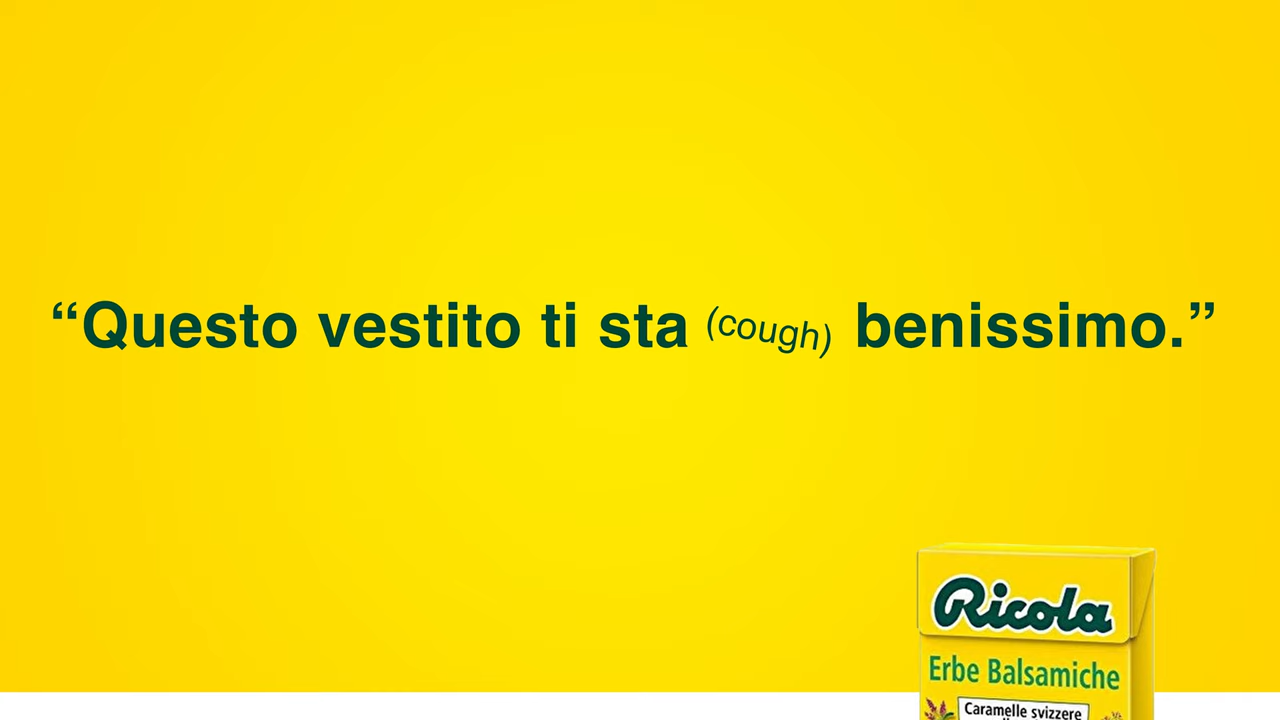 “Questo vestito ti sta (cough) benissimo.”
Ricola
Erbe Balsamiche
Caramelle svizzere